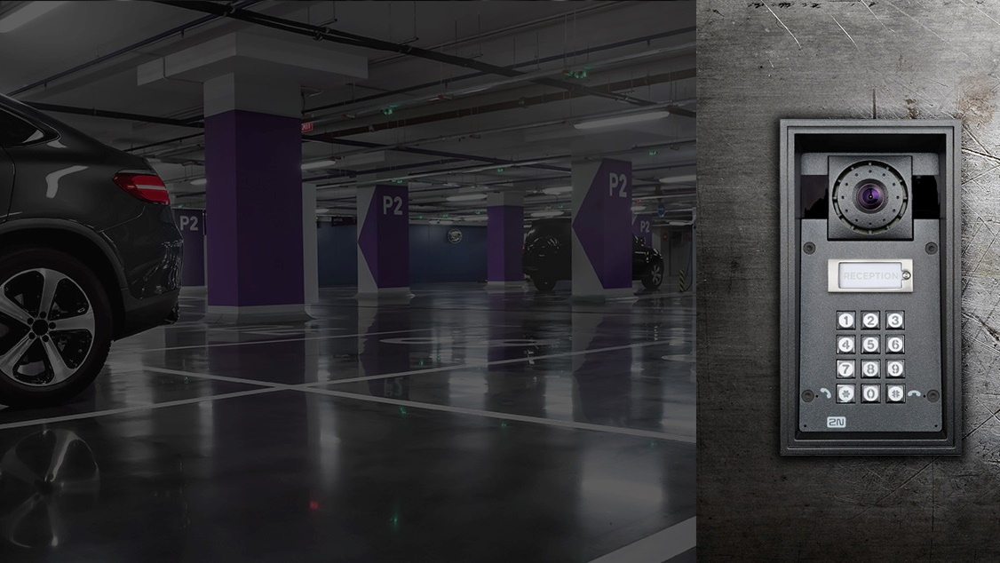 P2
P2
P2
P2
RECEPTION
1 2 3
4 5 6
7 8 9
* 0 #
2N